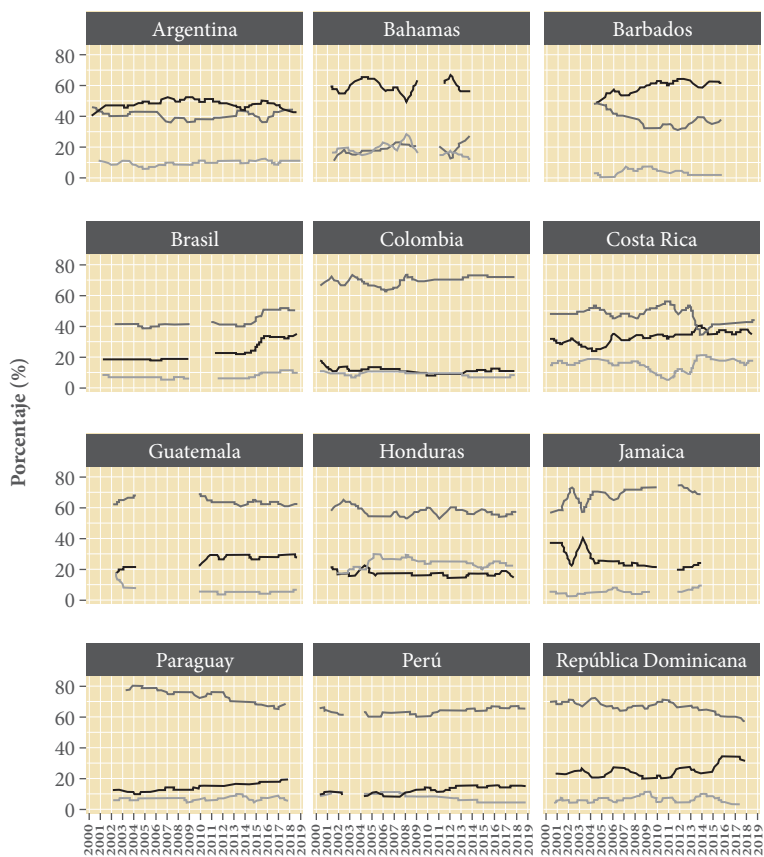 Porcentaje (%)
Argentina
Bahamas
Barbados
80
60
40
20
0
Brasil
Colombia
Costa Rica
80
60
40
20
0
Guatemala
Honduras
Jamaica
80
60
40
20
0
Paraguay
Perú
República Dominicana
80
60
40
20
0
2000 2001 2002 2003 2004 2005 2006 2007 2008 2009 2010 2011 2012 2013 2014 2015 2016 2017 2018 2019
2000 2001 2002 2003 2004 2005 2006 2007 2008 2009 2010 2011 2012 2013 2014 2015 2016 2017 2018 2019
2000 2001 2002 2003 2004 2005 2006 2007 2008 2009 2010 2011 2012 2013 2014 2015 2016 2017 2018 2019